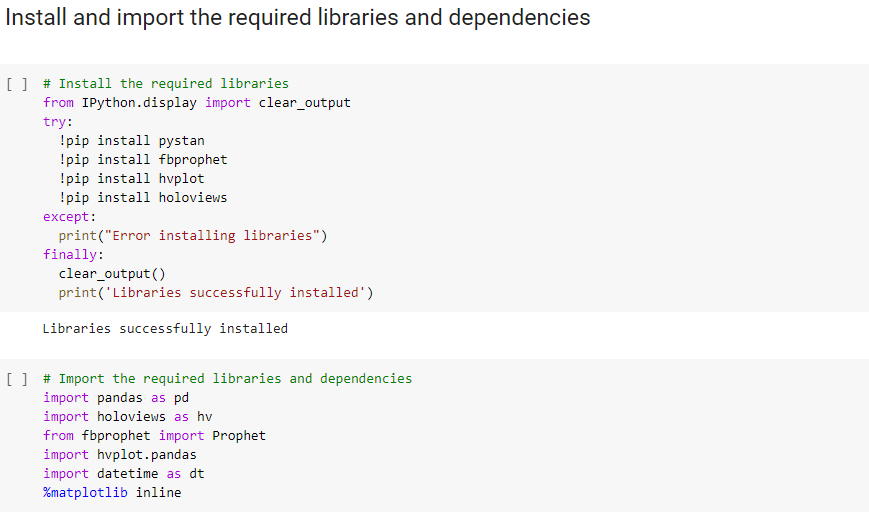 Install and import the required libraries and dependencies
[ ] # Install the required libraries
from IPython.display import clear_output
try:
  !pip install pystan
  !pip install fbprophet
  !pip install hvplot
  !pip install holoviews
except:
  print("Error installing libraries")
finally:
  clear_output()
  print('Libraries successfully installed')
Libraries successfully installed
[ ] # Import the required libraries and dependencies
import pandas as pd
import holoviews as hv
from fbprophet import Prophet
import hvplot.pandas
import datetime as dt
%matplotlib inline